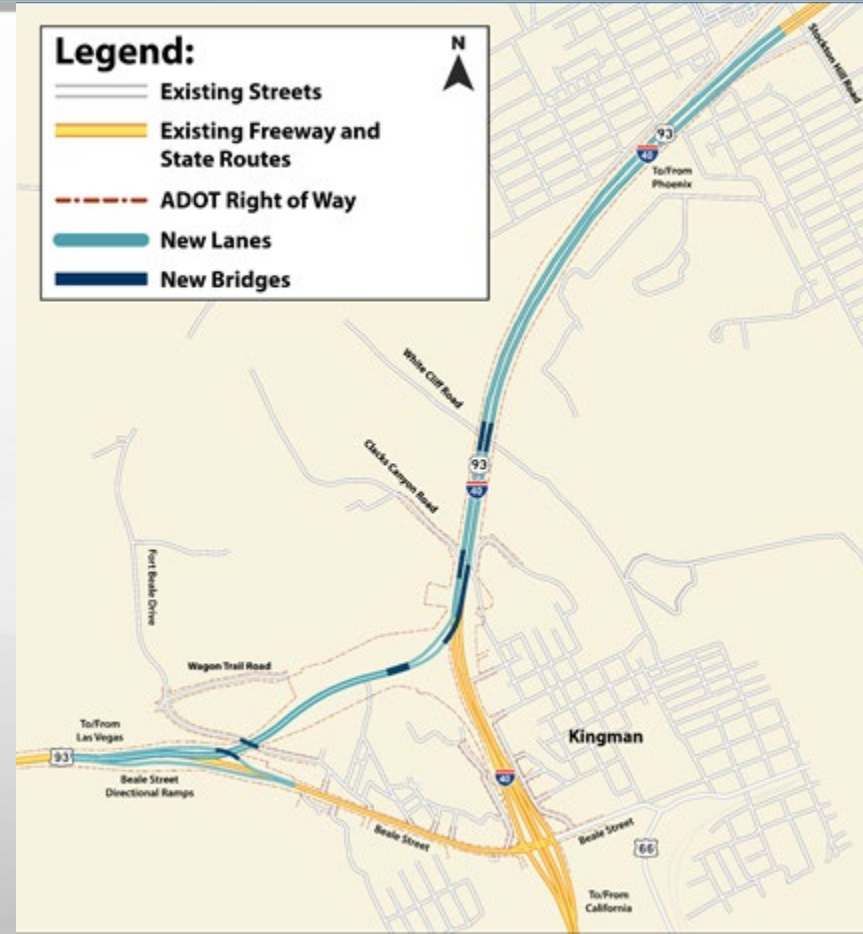 Legend:
N
Existing Streets
Existing Freeway and
State Routes
ADOT Right of Way
New Lanes
New Bridges
Stockton Hill Road
93
40
To/From
Phoenix
White Cliff Road
Clacks Canyon Road
93
40
Fort Beale Drive
Wagon Trail Road
To/From
Las Vegas
93
Beale Street
Directional Ramps
Kingman
40
Beale Street
Beale Street
66
To/From
California